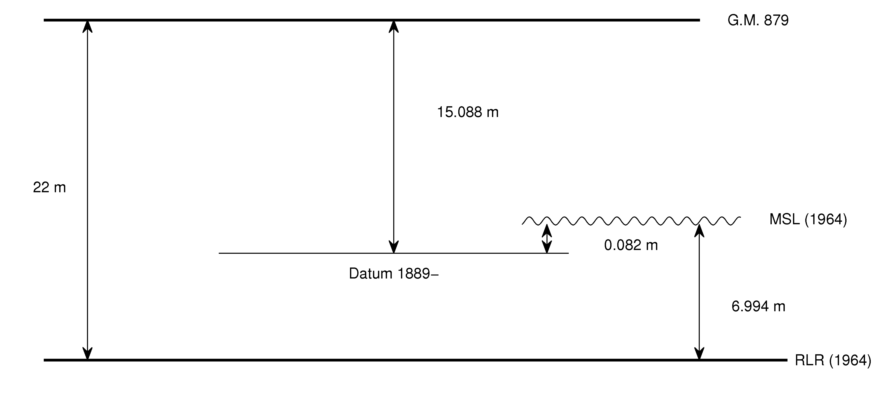 G.M. 879
15.088 m
22 m
MSL (1964)
0.082 m
Datum 1889−
6.994 m
RLR (1964)